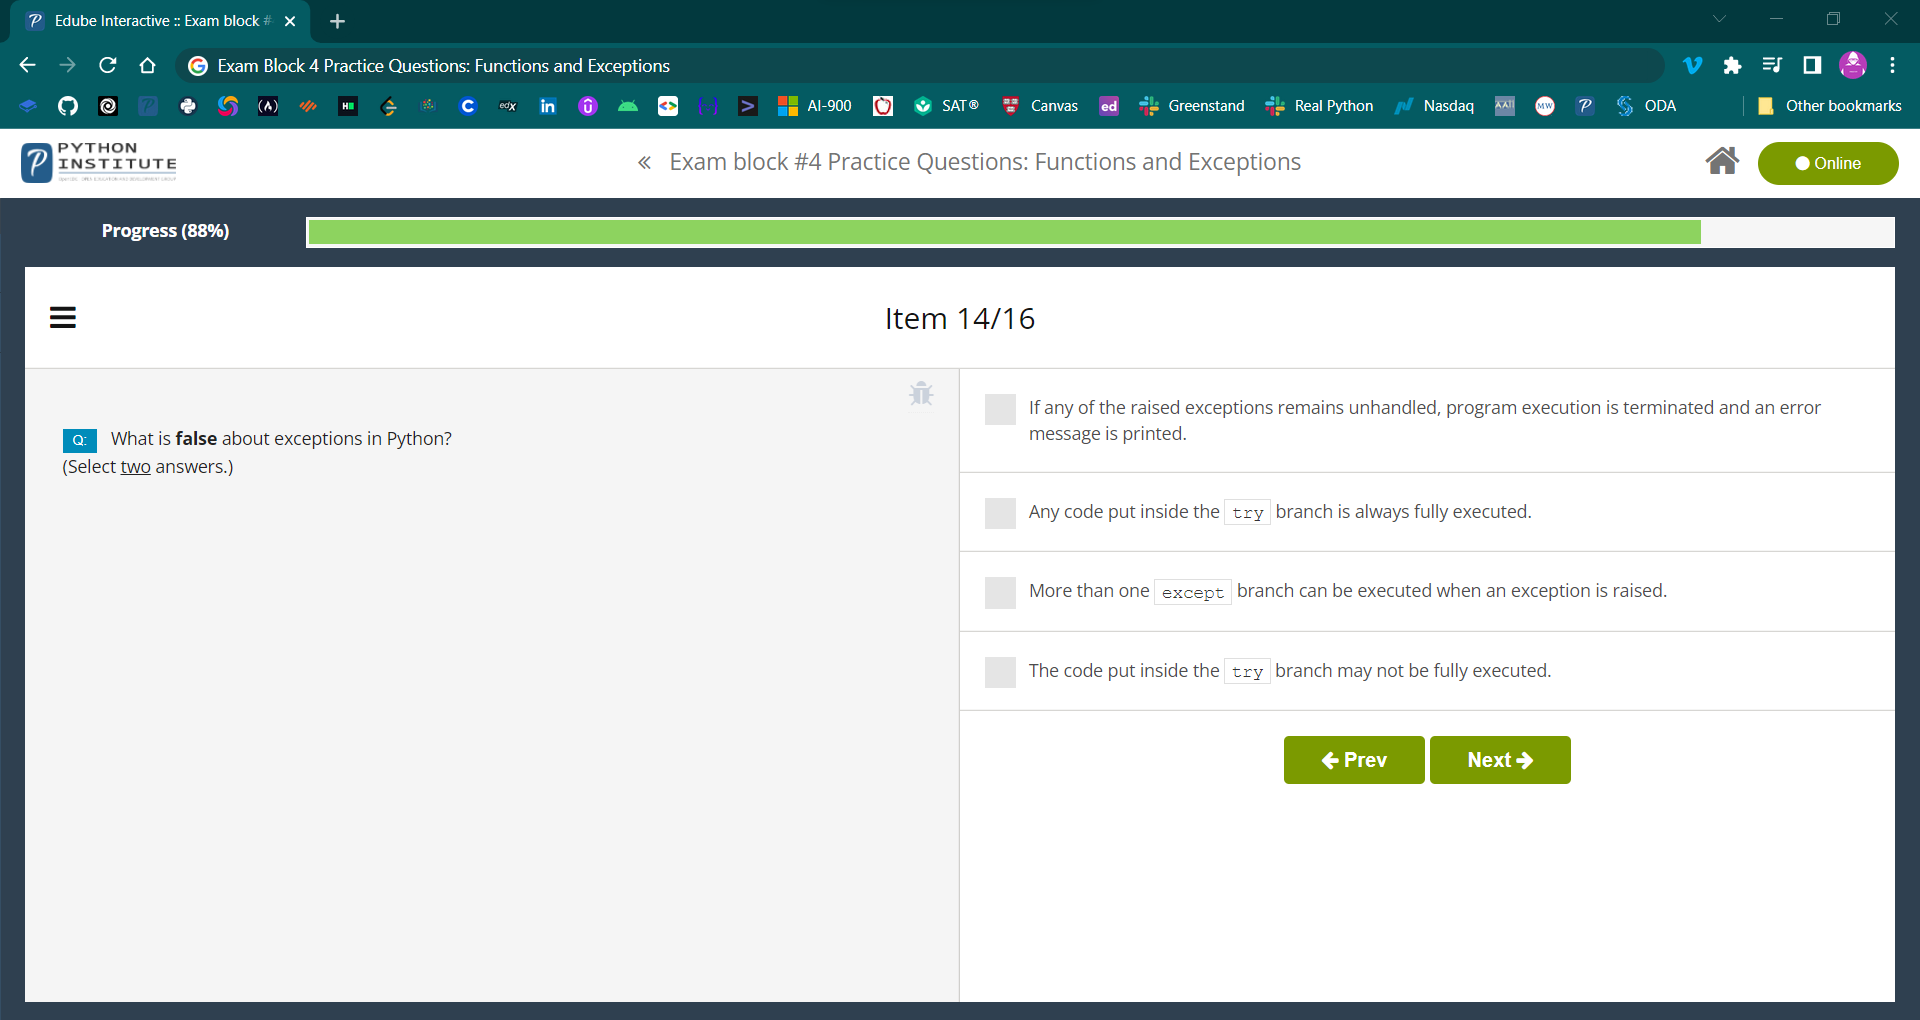 Edube Interactive :: Exam block #
Exam Block 4 Practice Questions: Functions and Exceptions
AI-900
SAT®
Canvas
ed
Greenstand
Real Python
Nasdaq
MW
ODA
Other bookmarks
PYTHON
INSTITUTE
« Exam block #4 Practice Questions: Functions and Exceptions
Online
Progress (88%)
Item 14/16
Q: What is false about exceptions in Python?
(Select two answers.)
If any of the raised exceptions remains unhandled, program execution is terminated and an error
message is printed.
Any code put inside the try branch is always fully executed.
More than one except branch can be executed when an exception is raised.
The code put inside the try branch may not be fully executed.
Prev
Next